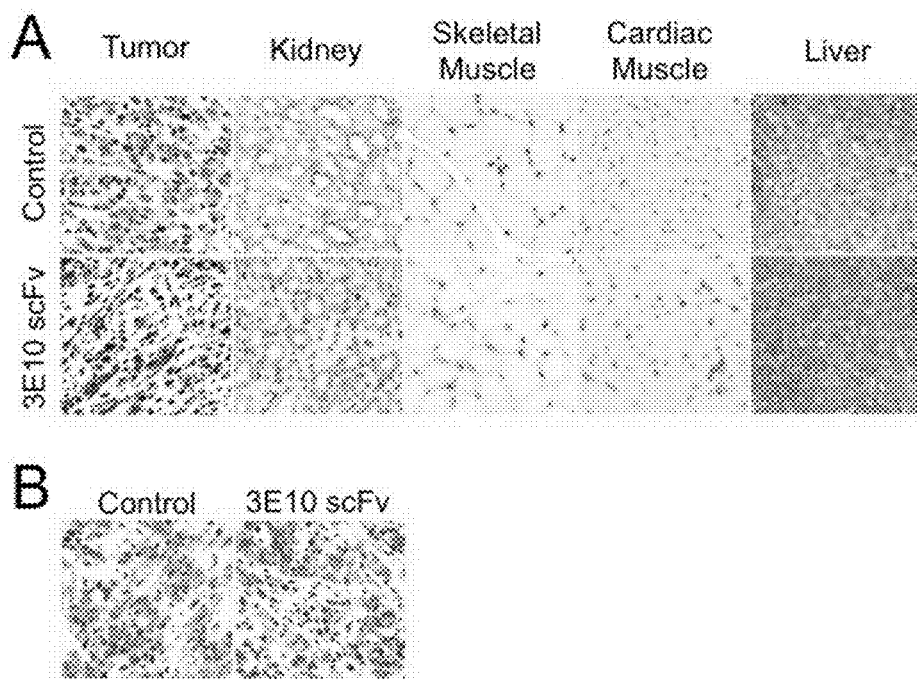 A
Tumor
Kidney
Skeletal
Muscle
Cardiac
Muscle
Liver
Control
3E10 scFv
B
Control
3E10 scFv